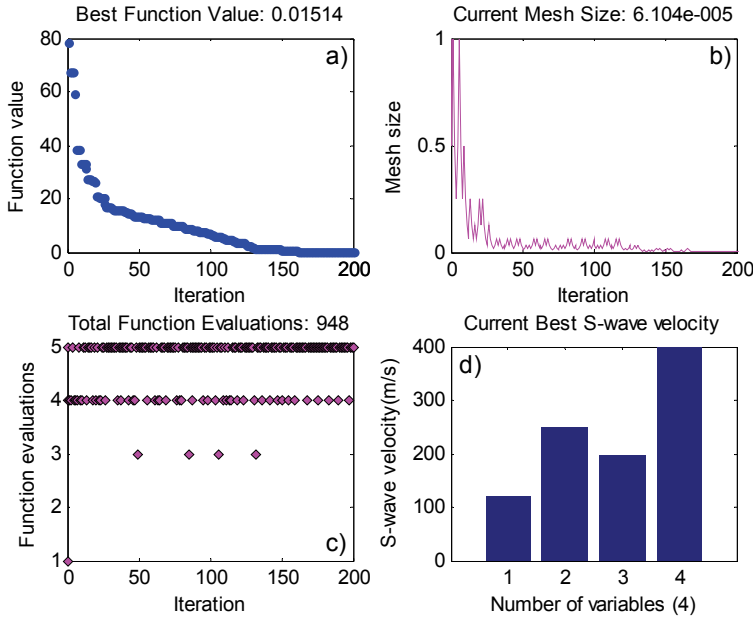 Best Function Value: 0.01514
a)
80
60
40
20
0
Function value
0
50
100
150
200
Iteration
Current Mesh Size: 6.104e-005
b)
1
0.5
0
Mesh size
0
50
100
150
200
Iteration
Total Function Evaluations: 948
c)
5
4
3
2
1
Function evaluations
0
50
100
150
200
Iteration
Current Best S-wave velocity
d)
400
300
200
100
0
S-wave velocity(m/s)
1
2
3
4
Number of variables (4)